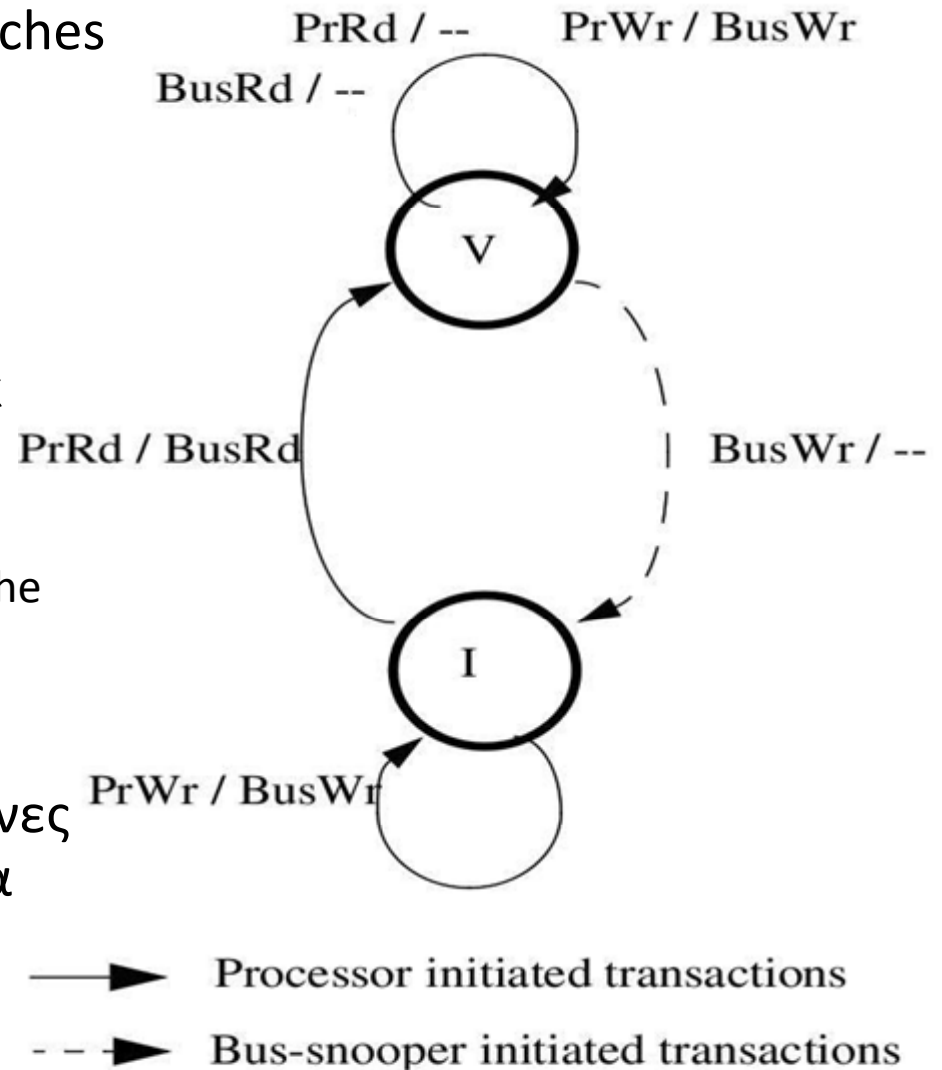 ches
PrRd / -- PrWr / BusWr
BusRd / --
V
PrRd / BusRd BusWr / --
he
I
PrWr / BusWr
νες
α
Processor initiated transactions
Bus-snooper initiated transactions